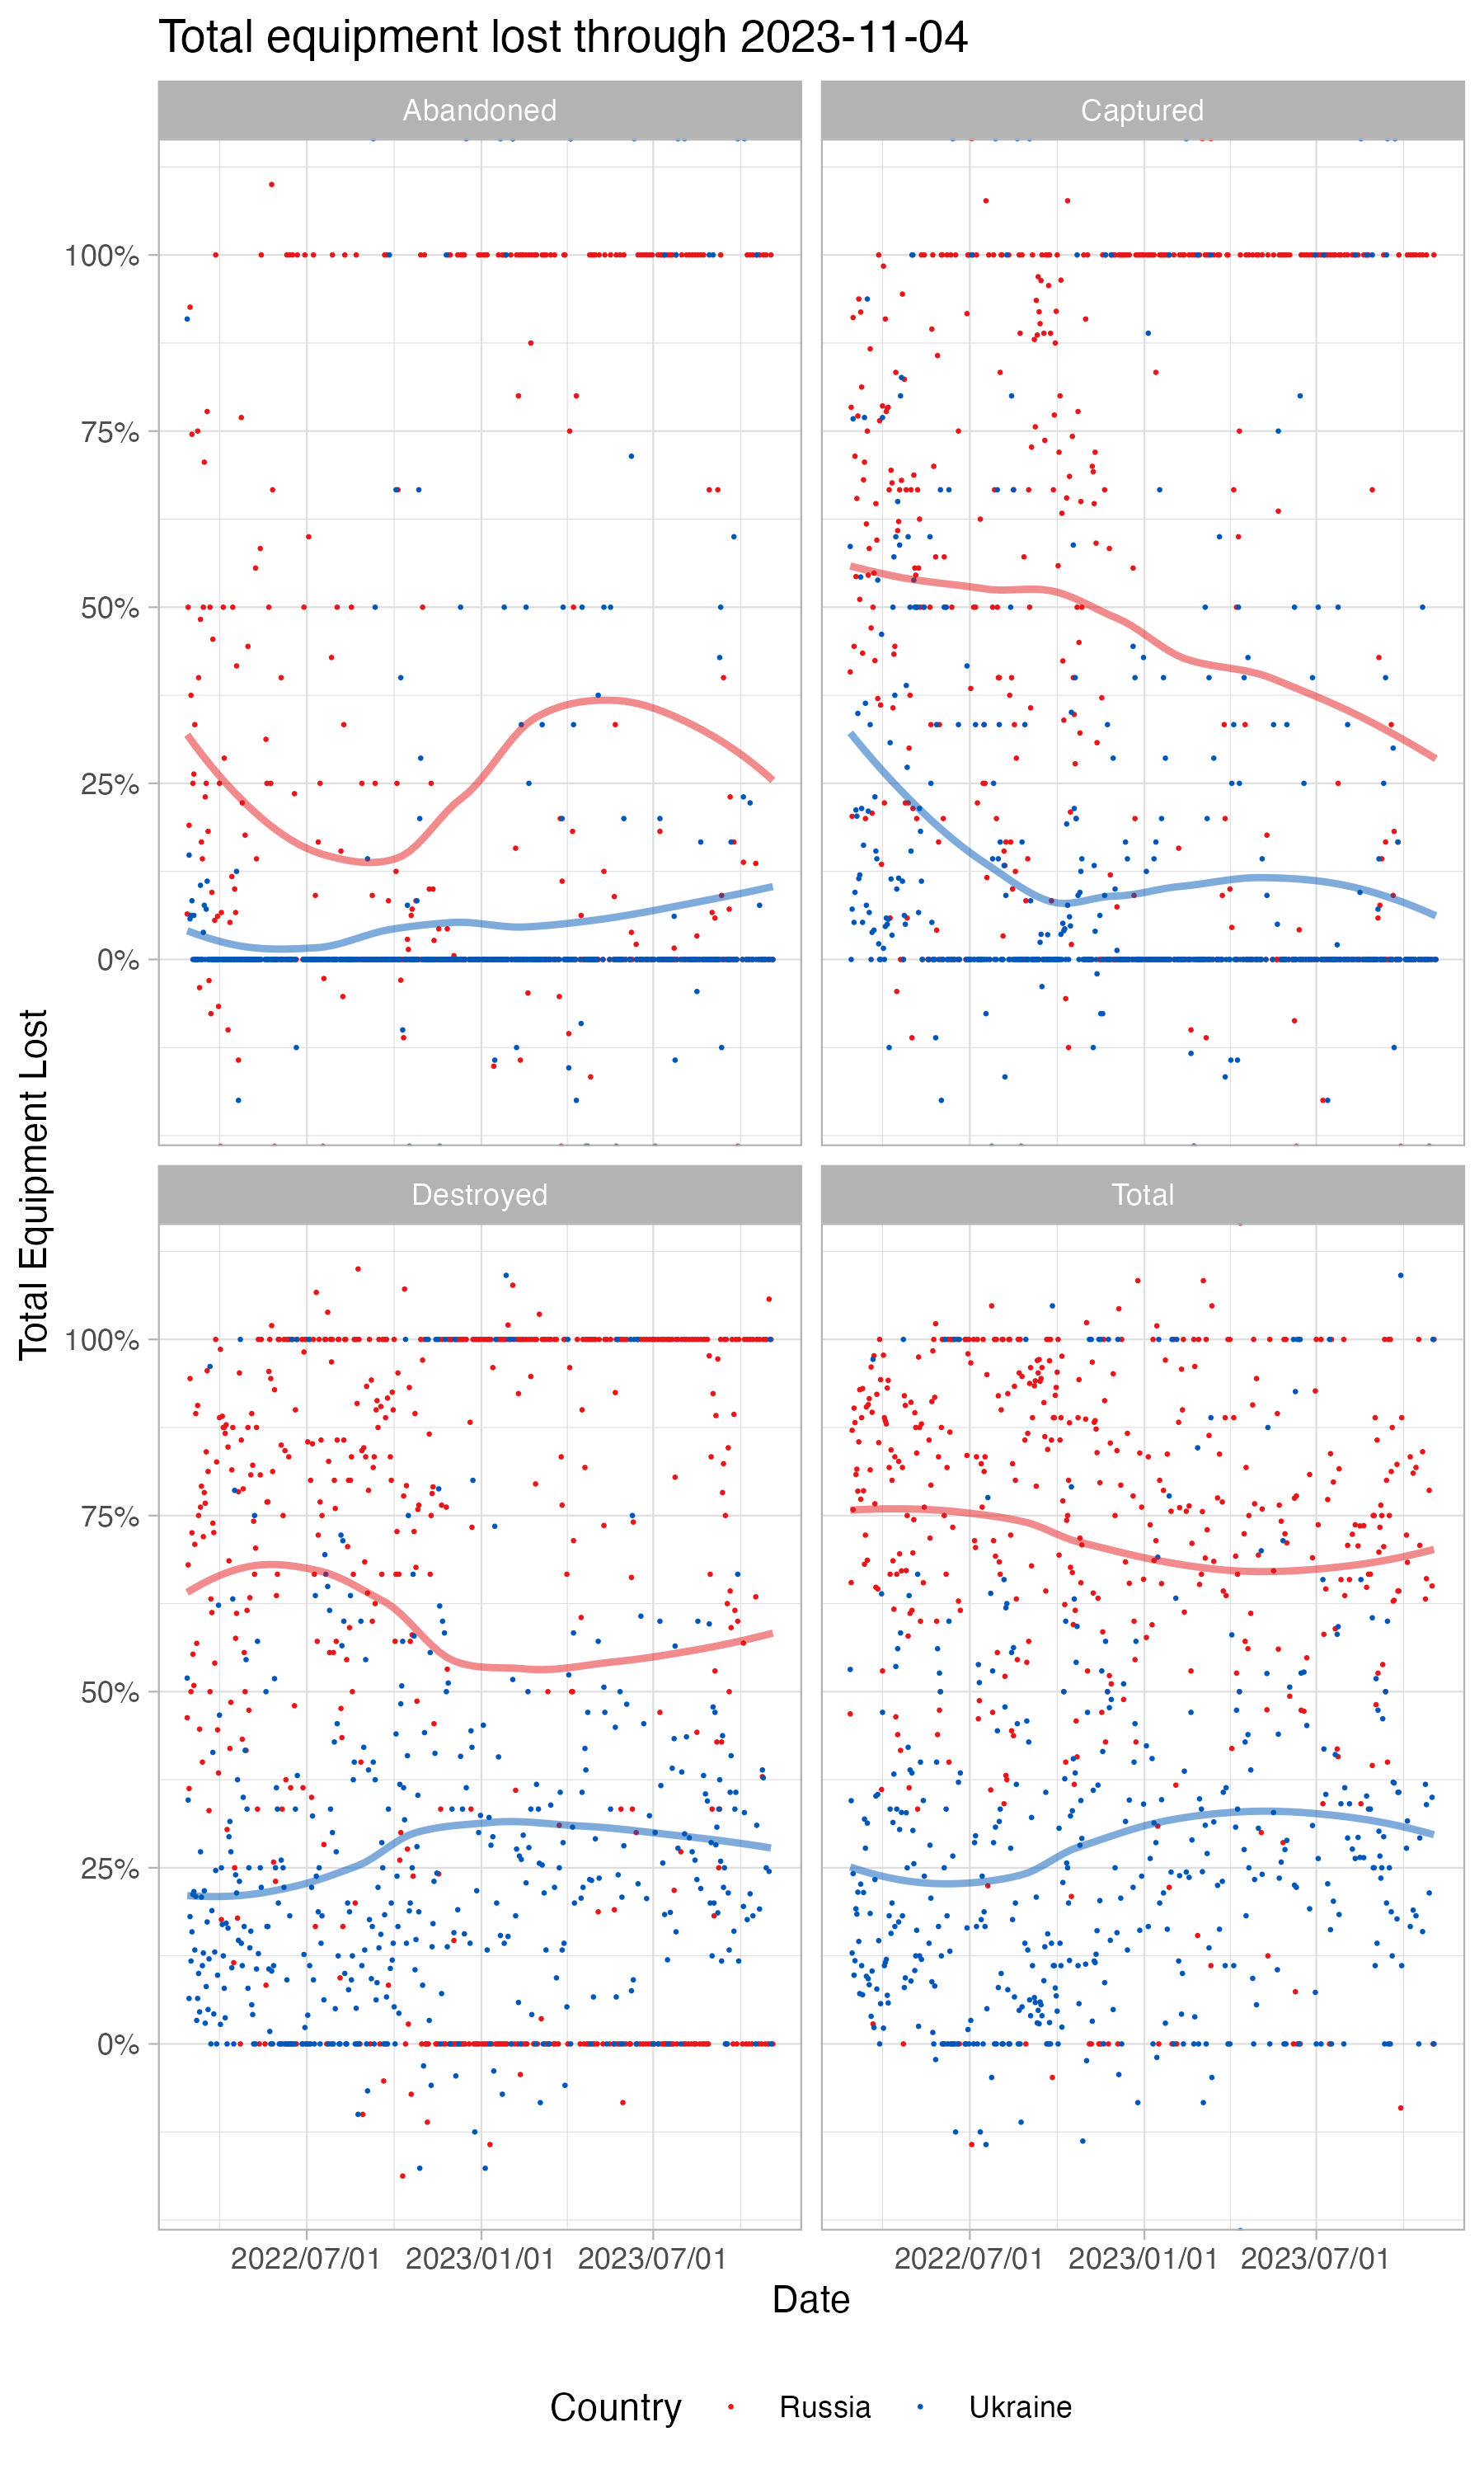 Total equipment lost through 2023-11-04
Abandoned
Captured
100%
75%
50%
25%
0%
Destroyed
Total
100%
75%
50%
25%
0%
Total Equipment Lost
2022/07/01 2023/01/01 2023/07/01
2022/07/01 2023/01/01 2023/07/01
Date
Country Russia Ukraine